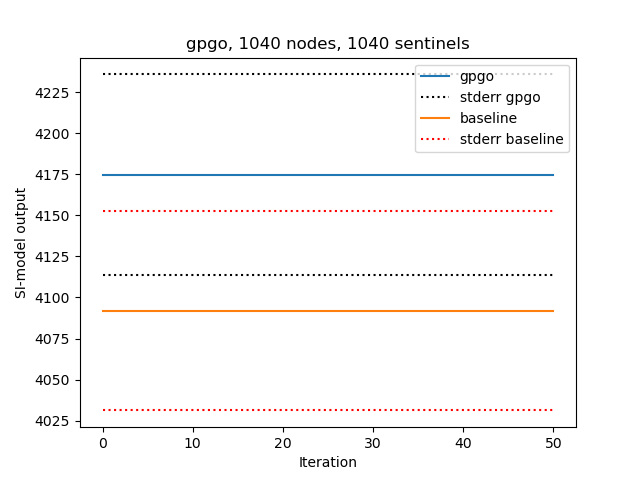 gpgo, 1040 nodes, 1040 sentinels
gpgo
stderr gpgo
baseline
stderr baseline
4225
4200
4175
4150
4125
4100
4075
4050
4025
SI-model output
0 10 20 30 40 50
Iteration